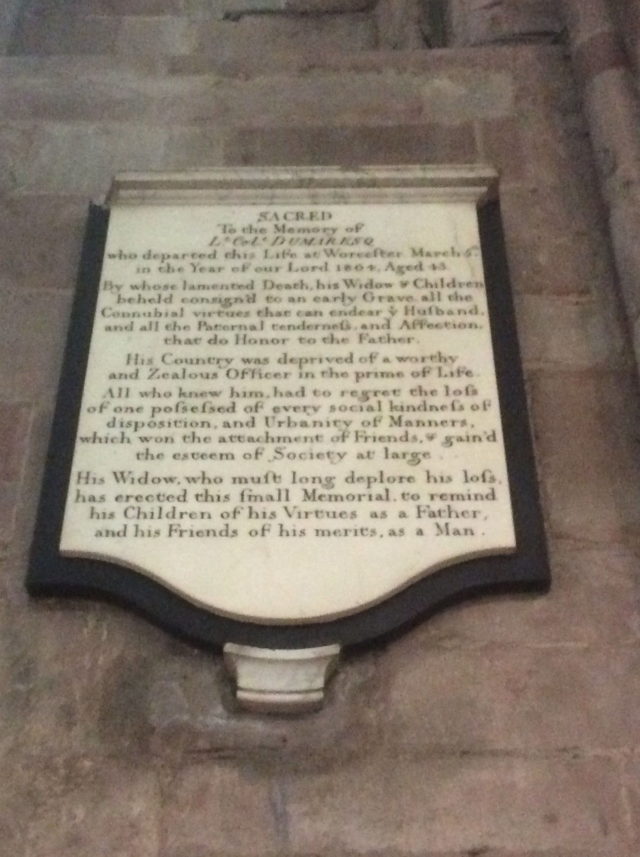 SACRED
To the Memory of
Lt. Col. DUMARESQ
who departed this Life at Worceſter March
in the Year of our Lord 1804, Aged 43.
By whose lamented Death, his Widow & Children
beheld consign'd to an early Grave all the
Connubial virtues that can endear ẏ Huſband,
and all the Paternal tenderneſs, and Affection,
that do Honor to the Father.
His Country was deprived of a worthy
and Zealous Officer in the prime of Life.
All who knew him, had to regret the loſs
of one poſseſsed of every social kindneſs of
disposition, and Urbanity of Manners,
which won the attachment of Friends, & gain'd
the esteem of Society at large.
His Widow, who muſt long deplore his loſs,
has erected this ſmall Memorial, to remind
his Children of his Virtues as a Father,
and his Friends of his merits, as a Man.